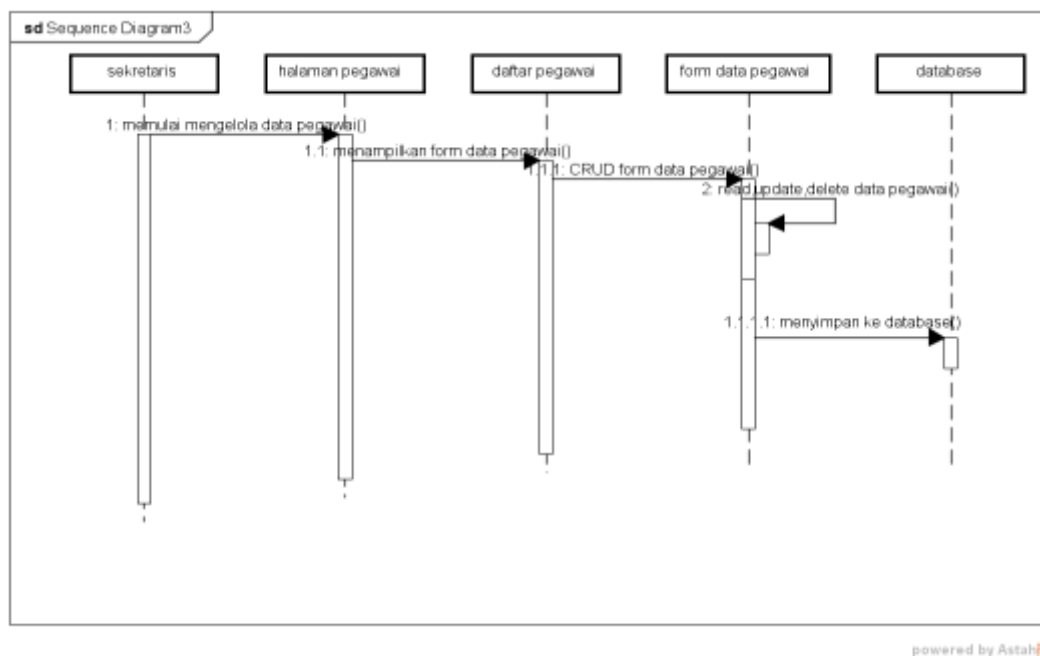 sd Sequence Diagram3
sekretaris
halaman pegawai
daftar pegawai
form data pegawai
database
1: memulai mengelola data pegawai()
1.1: menampilkan form data pegawai()
1.1.1: CRUD form data pegawai()
2: read,update,delete data pegawai()
1.1.1.1: menyimpan ke database()
powered by Astah